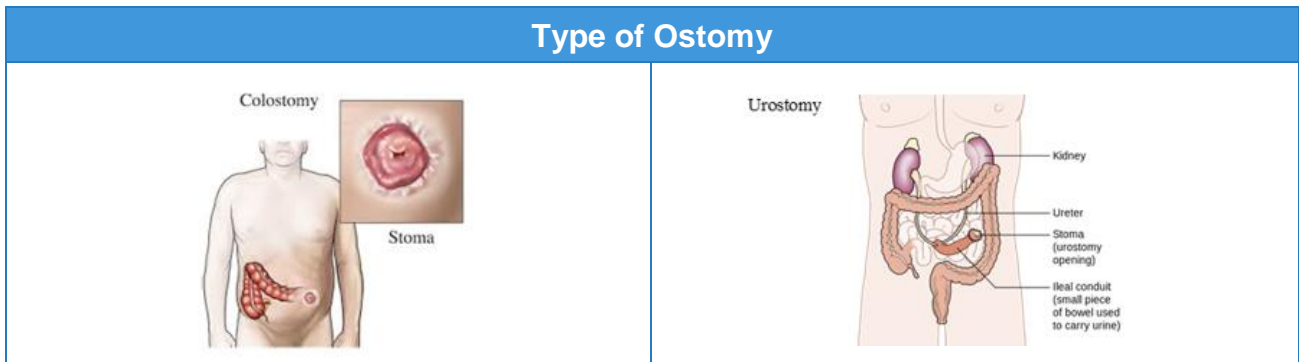 Type of Ostomy
Colostomy
Stoma
Urostomy
Kidney
Ureter
Stoma
(urostomy
opening)
Ileal conduit
(small piece
of bowel used
to carry urine)